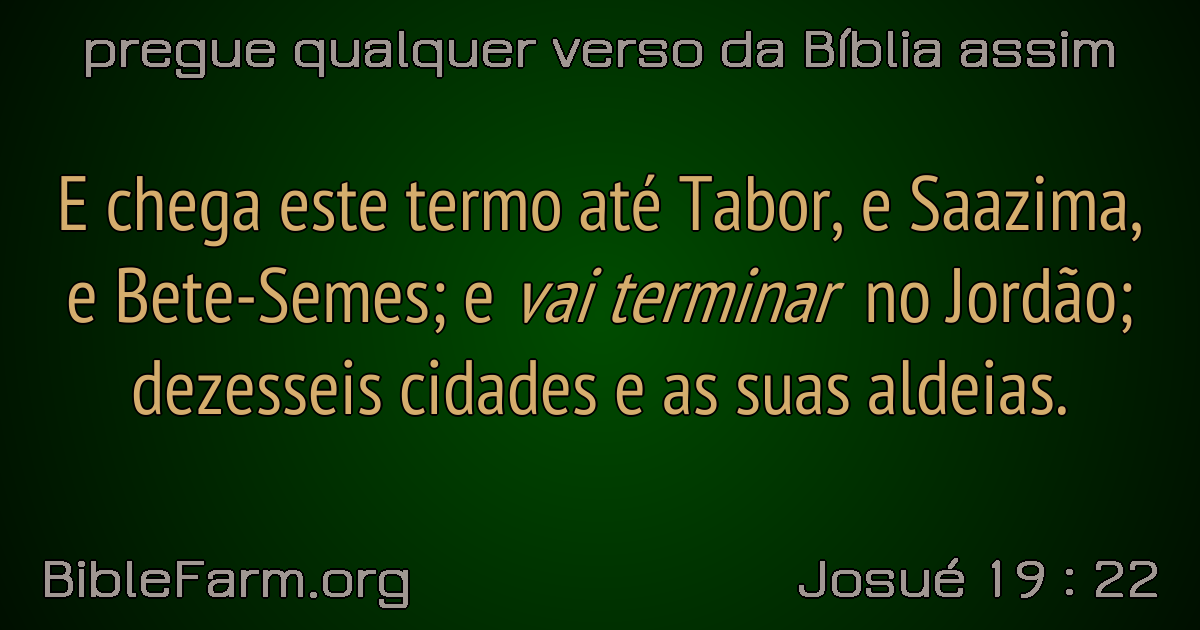 pregue qualquer verso da Bíblia assim
E chega este termo até Tabor, e Saazima,
e Bete-Semes; e vai terminar no Jordão;
dezesseis cidades e as suas aldeias.
BibleFarm.org
Josué 19 : 22